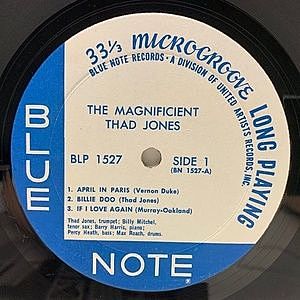 33⅓ MICROGROOVE LONG PLAYING
BLUE NOTE RECORDS • A DIVISION OF UNITED ARTISTS RECORDS, INC.
THE MAGNIFICIENT
THAD JONES
BLP 1527
SIDE 1
(BN 1527-A)
1. APRIL IN PARIS (Vernon Duke)
2. BILLIE DOO (Thad Jones)
3. IF I LOVE AGAIN (Murray-Oakland)
Thad Jones, trumpet; Billy Mitchel,
tenor sax; Barry Harris, piano;
Percy Heath, bass; Max Roach, drums.
BLUE
NOTE ®